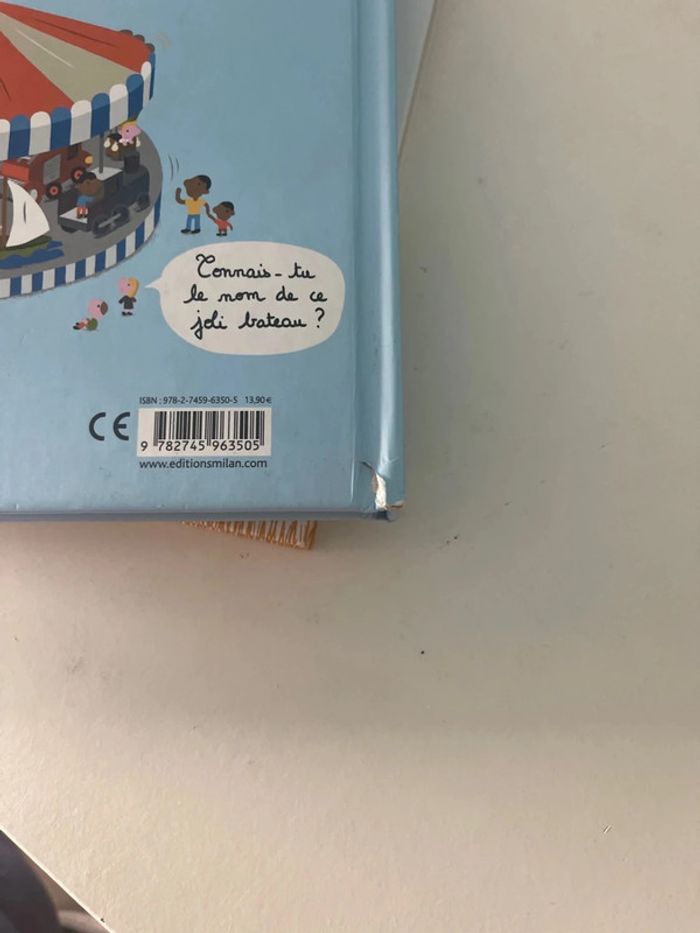 Connais-tu
le nom de ce
joli bateau ?
ISBN : 978-2-7459-6350-5 13,90 €
CE
9 782745 963505
www.editionsmilan.com